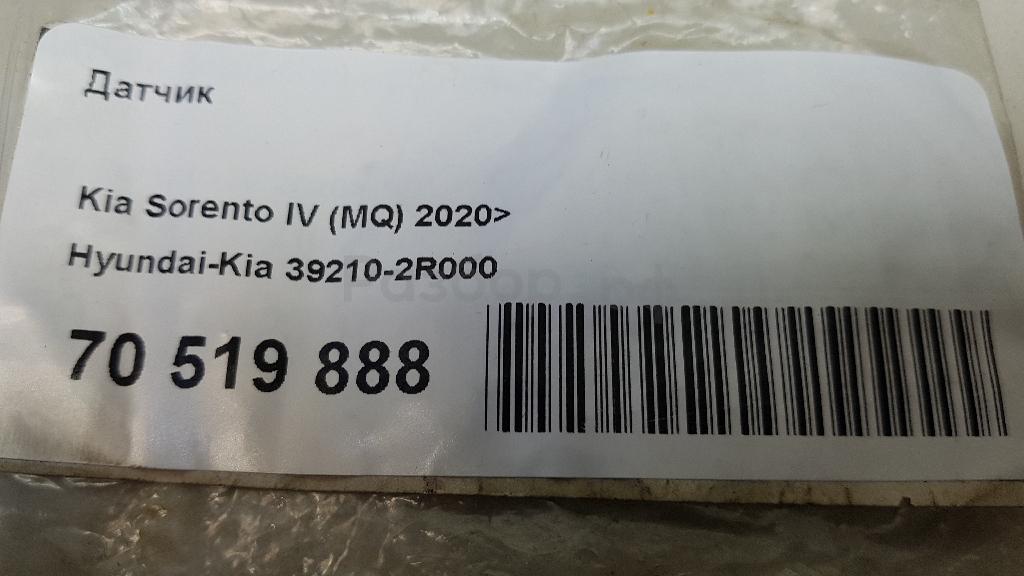 Датчик
Kia Sorento IV (MQ) 2020>
Hyundai-Kia 39210-2R000
70 519 888